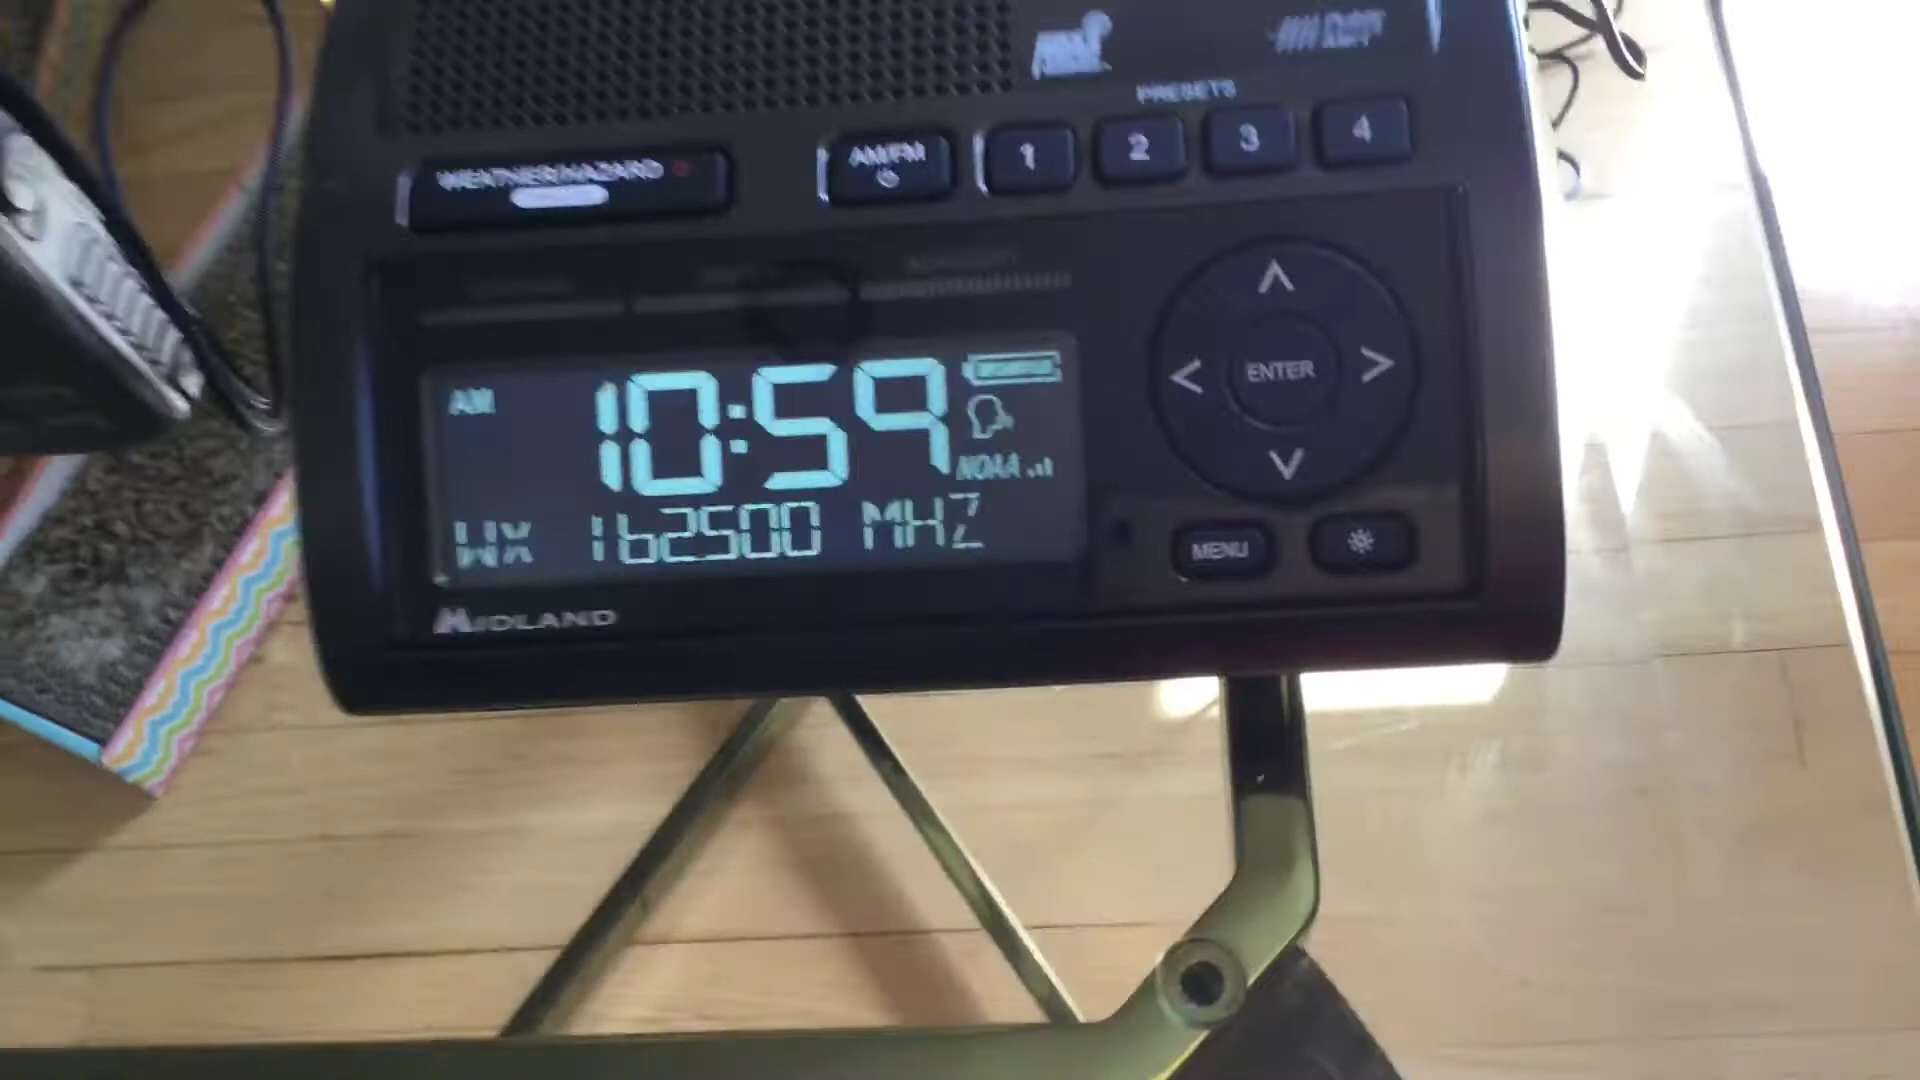 PRESETS
WEATHER/HAZARD
AM/FM
1
2
3
4
AM
10:59
NOAA
WX 162500 MHZ
ENTER
MENU
MIDLAND